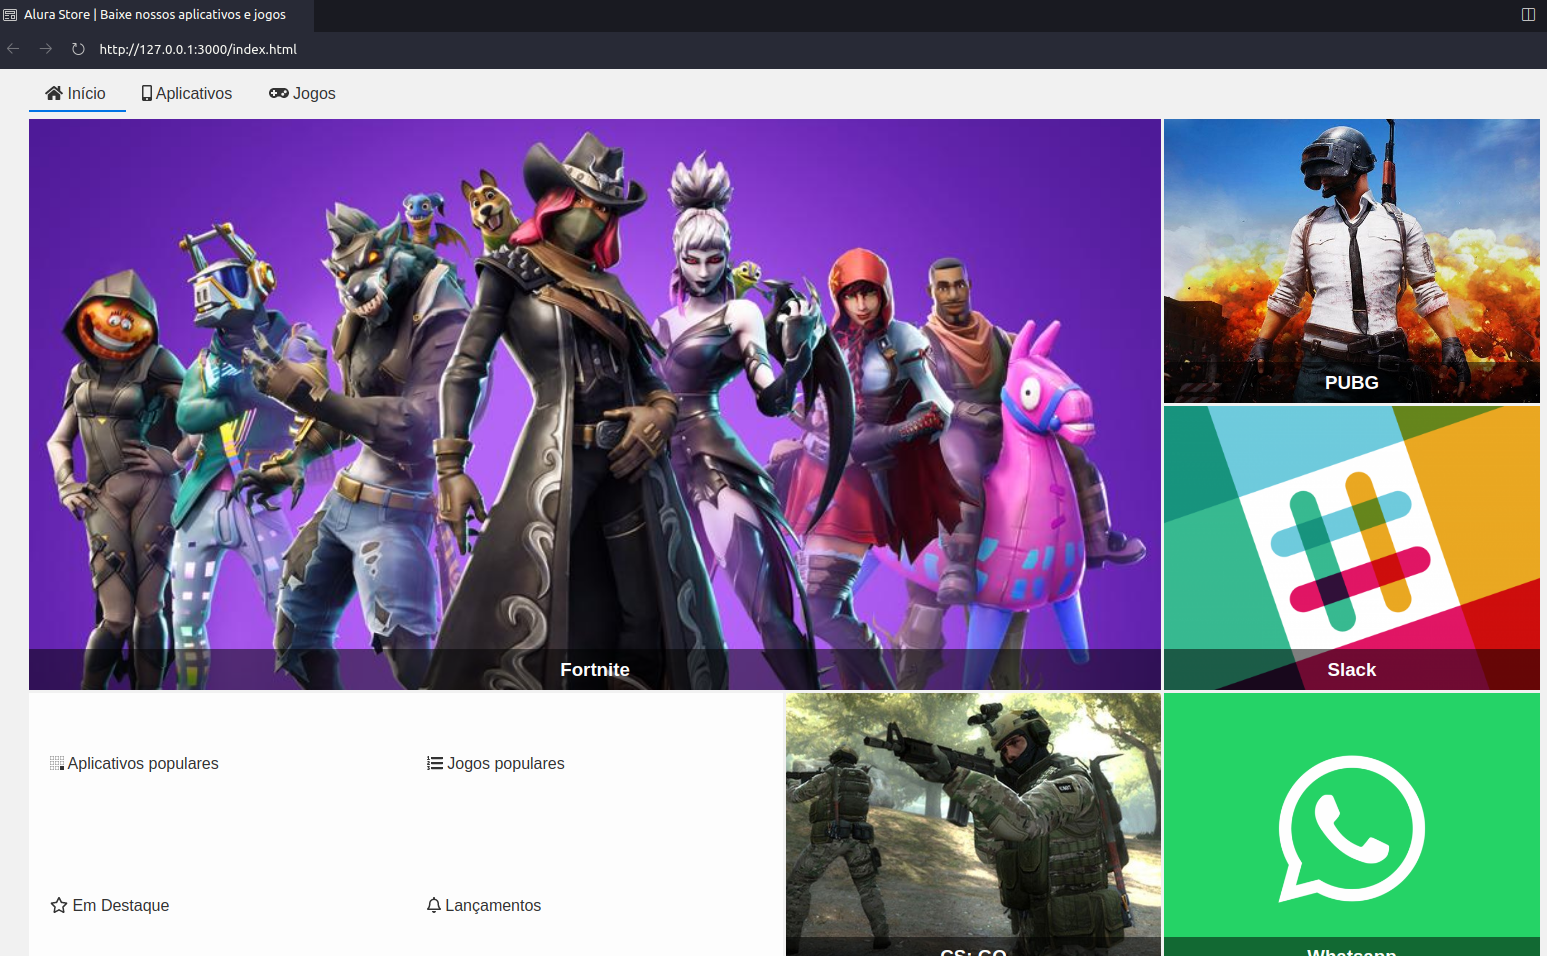 Alura Store | Baixe nossos aplicativos e jogos
http://127.0.0.1:3000/index.html
Início Aplicativos Jogos
PUBG
Fortnite
Slack
Aplicativos populares
Jogos populares
Em Destaque
Lançamentos
CS: GO
Whatsapp